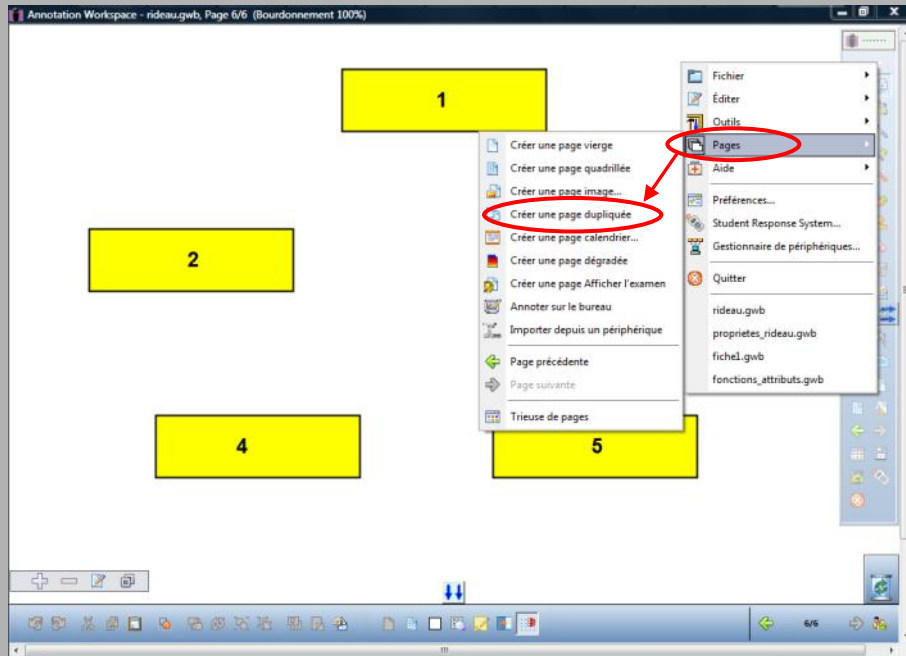 Annotation Workspace - rideau.gwb, Page 6/6 (Bourdonnement 100%)
1
2
4
5
Fichier
Éditer
Outils
Pages
Aide
Préférences...
Student Response System...
Gestionnaire de périphériques...
Quitter
rideau.gwb
proprietes_rideau.gwb
fiche1.gwb
fonctions_attributs.gwb
Créer une page vierge
Créer une page quadrillée
Créer une page image...
Créer une page dupliquée
Créer une page calendrier...
Créer une page dégradée
Créer une page Afficher l'examen
Annoter sur le bureau
Importer depuis un périphérique
Page précédente
Page suivante
Trieuse de pages
6/6